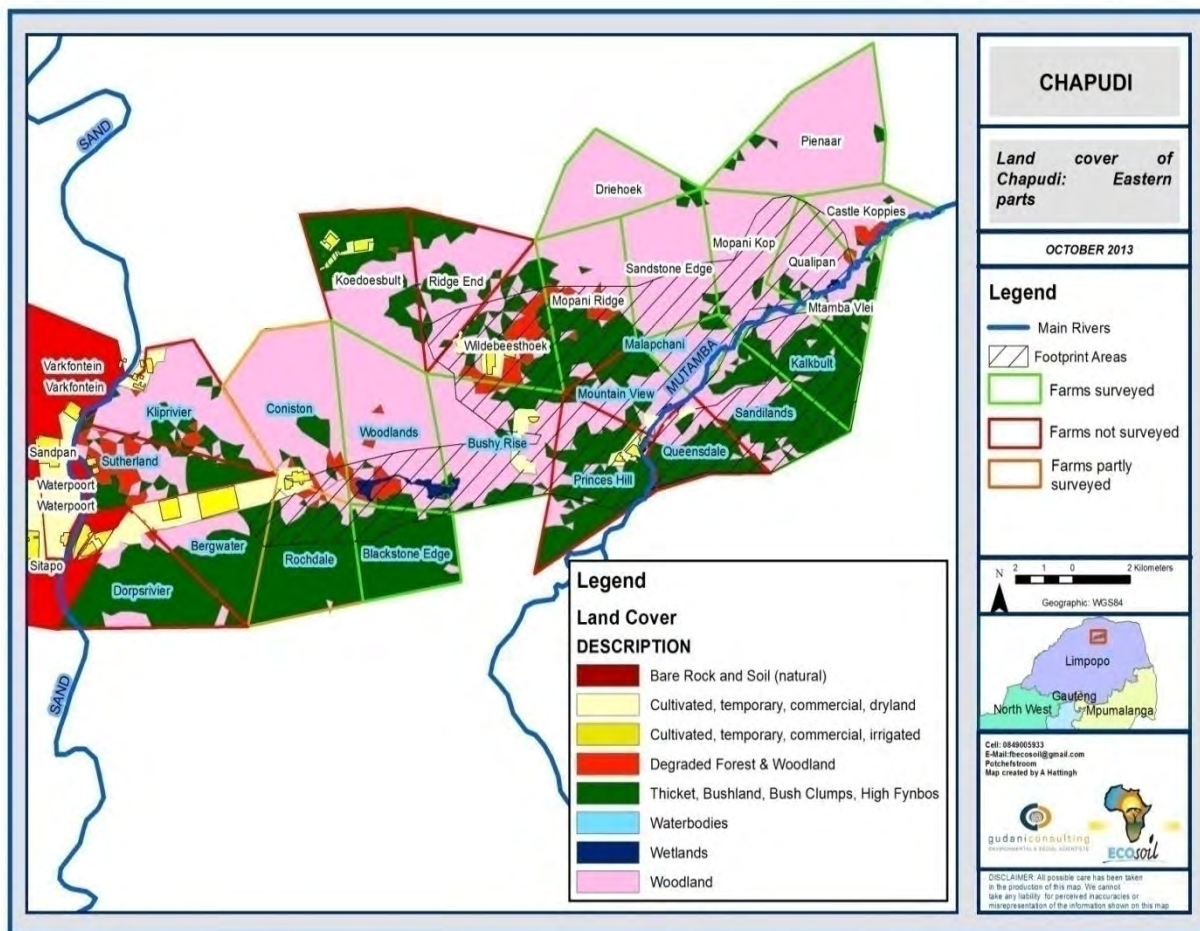 SAND
Pienaar
Driehoek
Castle Koppies
Mopani Kop
Qualipan
Sandstone Edge
Koedoesbult
Ridge End
Mopani Ridge
Mtamba Vlei
Wildebeesthoek
Malapchani
MUTAMBA
Varkfontein
Varkfontein
Kalkbult
Mountain View
Kliprivier
Coniston
Sandilands
Woodlands
Bushy Rise
Sandpan
Sutherland
Queensdale
Waterpoort
Princes Hill
Waterpoort
Bergwater
Rochdale
Blackstone Edge
Sitapo
Dorpsrivier
SAND
Legend
Land Cover
DESCRIPTION
Bare Rock and Soil (natural)
Cultivated, temporary, commercial, dryland
Cultivated, temporary, commercial, irrigated
Degraded Forest & Woodland
Thicket, Bushland, Bush Clumps, High Fynbos
Waterbodies
Wetlands
Woodland
CHAPUDI
Land cover of
Chapudi: Eastern
parts
OCTOBER 2013
Legend
Main Rivers
Footprint Areas
Farms surveyed
Farms not surveyed
Farms partly
surveyed
N
2 1 0 2 Kilometers
Geographic: WGS84
Limpopo
Gauteng
North West
Mpumalanga
Cell: 0849005933
E-Mail:fbecosoil@gmail.com
Potchefstroom
Map created by A Hattingh
gudaniconsulting
ENVIRONMENTAL & SOCIAL SCIENTISTS
ECOsoil
DISCLAIMER: All possible care has been taken
in the production of this map. We cannot
take any liability for perceived inaccuracies or
misrepresentation of the information shown on this map